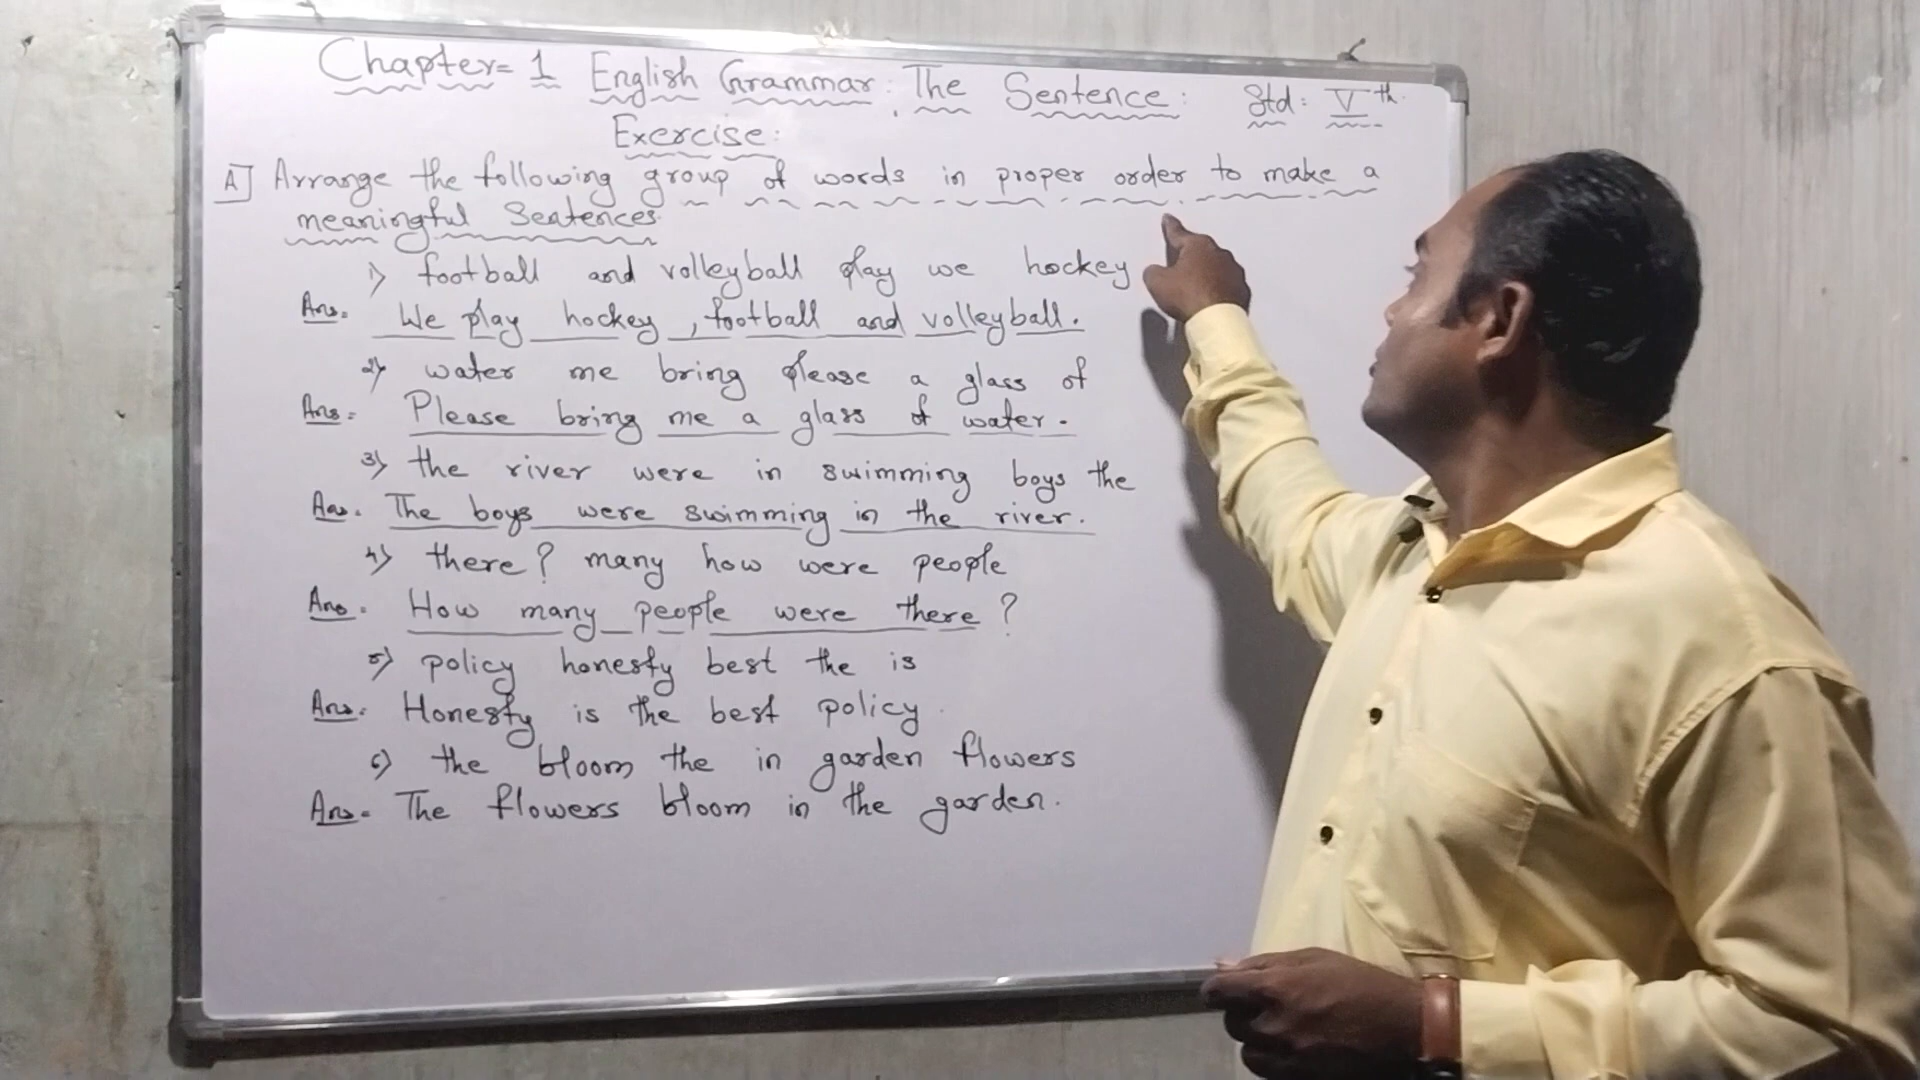 Chapter= 1 English Grammar: The Sentence: Std: Vth.
Exercise:
A] Arrange the following group of words in proper order to make a
meaningful Sentences.
1) football and volleyball play we hockey
Ans. We play hockey, football and volleyball.
2) water me bring please a glass of
Ans= Please bring me a glass of water.
3) the river were in swimming boys the
Ans. The boys were swimming in the river.
4) there? many how were people
Ans. How many people were there?
5) policy honesty best the is
Ans. Honesty is the best policy.
6) the bloom the in garden flowers
Ans= The flowers bloom in the garden.